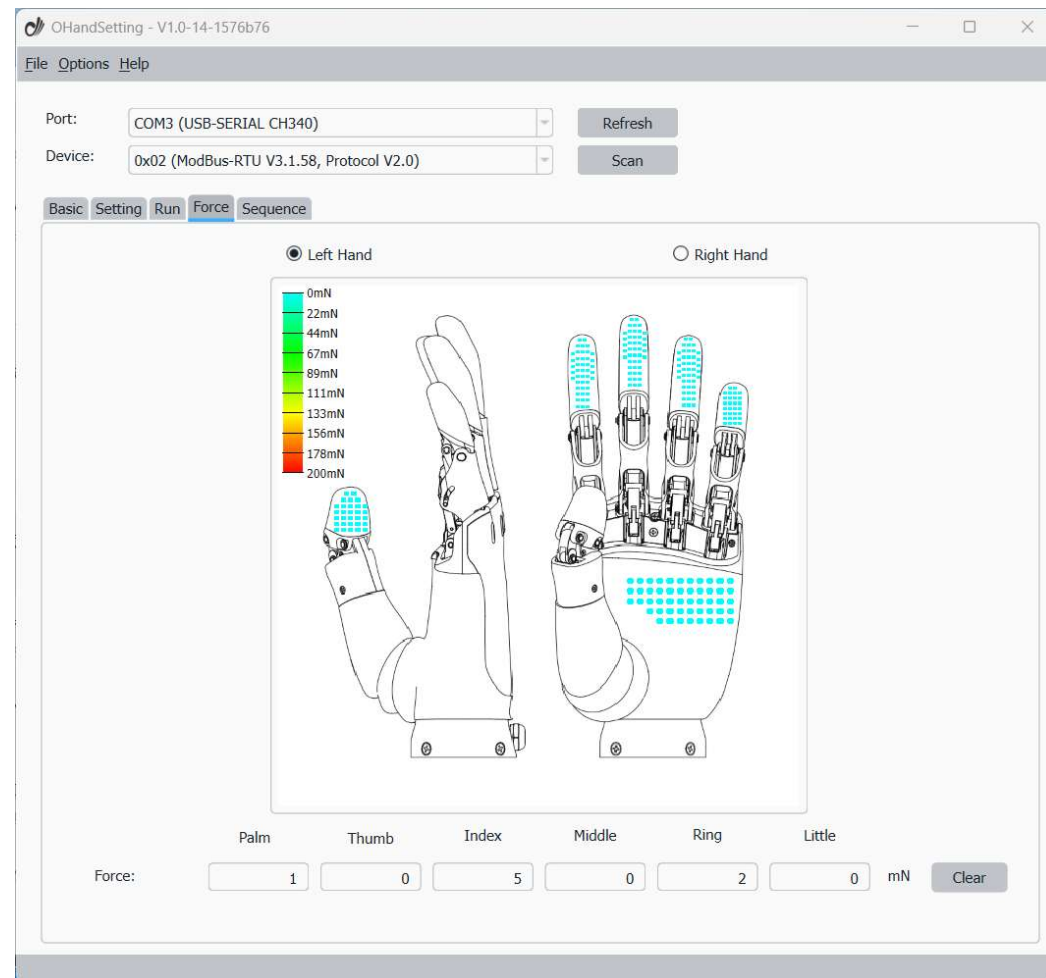 OHandSetting - V1.0-14-1576b76
File Options Help
Port: COM3 (USB-SERIAL CH340) Refresh
Device: 0x02 (ModBus-RTU V3.1.58, Protocol V2.0) Scan
Basic Setting Run Force Sequence
Left Hand Right Hand
0mN
22mN
44mN
67mN
89mN
111mN
133mN
156mN
178mN
200mN
Palm Thumb Index Middle Ring Little
Force: 1 0 5 0 2 0 mN Clear